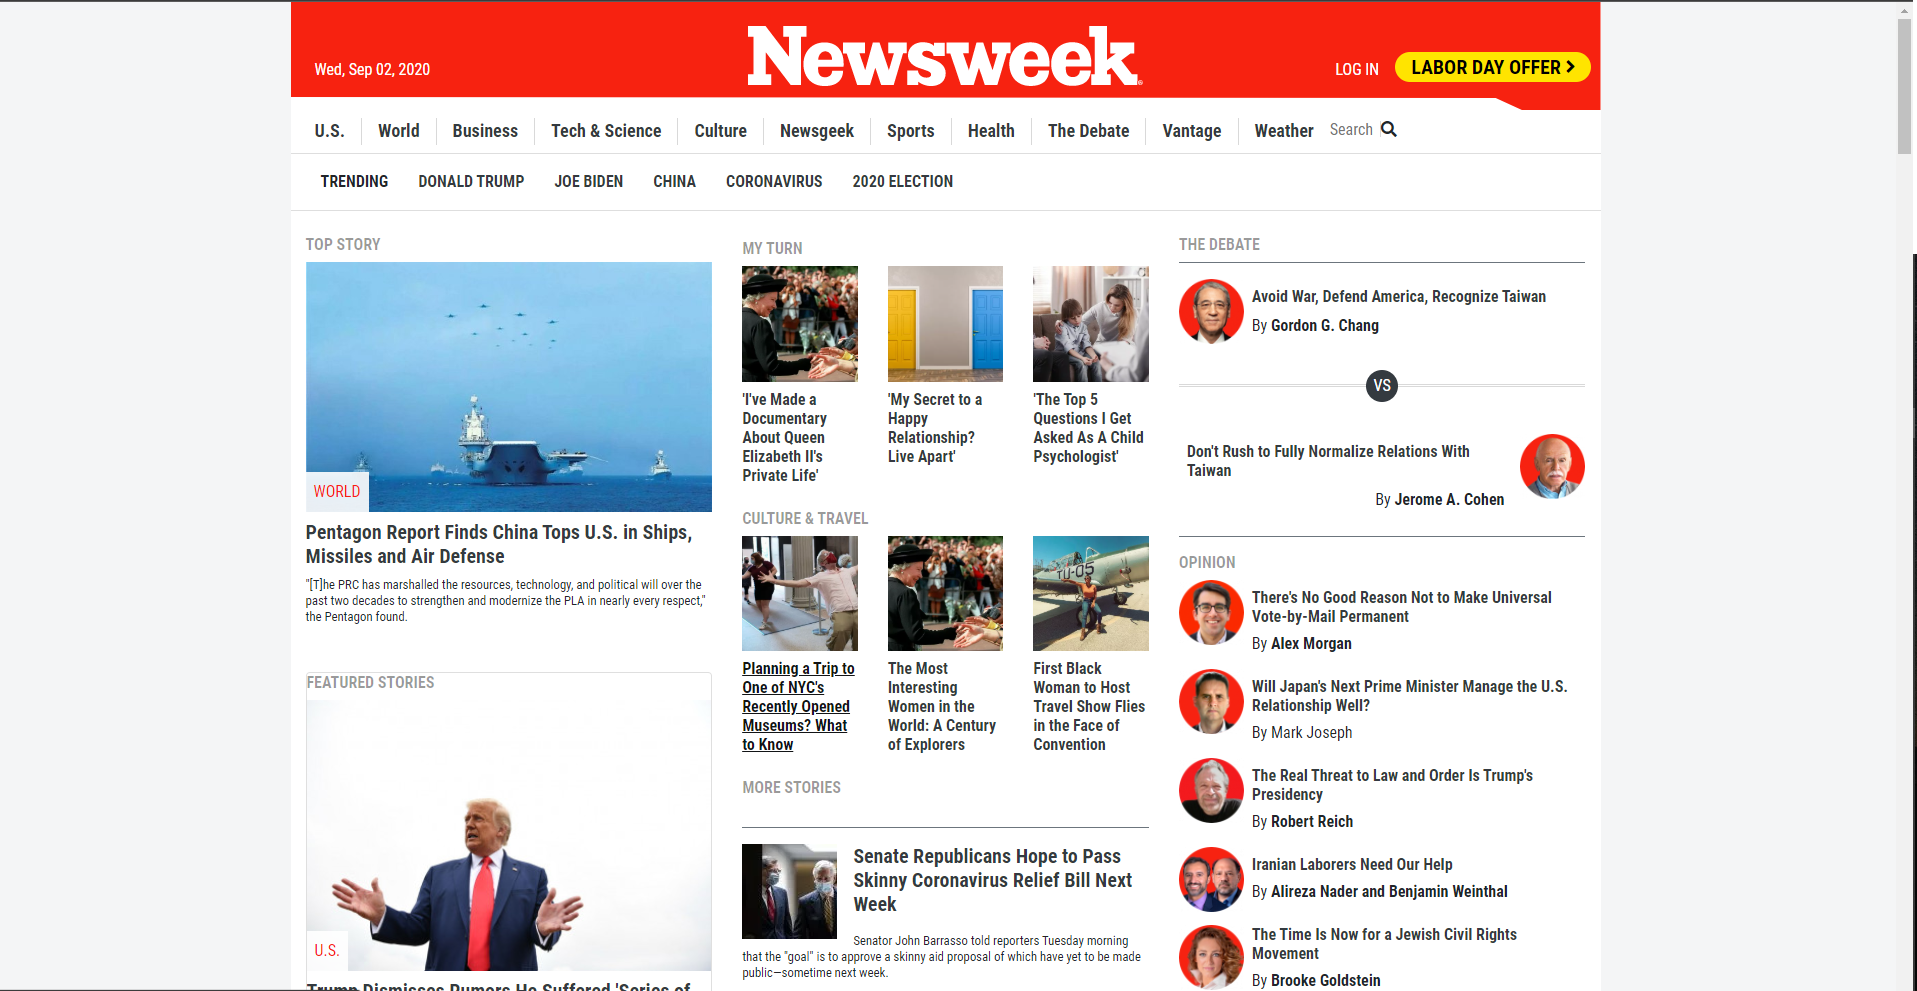 Wed, Sep 02, 2020
Newsweek
LOG IN
LABOR DAY OFFER
U.S.
World
Business
Tech & Science
Culture
Newsgeek
Sports
Health
The Debate
Vantage
Weather
Search
TRENDING
DONALD TRUMP
JOE BIDEN
CHINA
CORONAVIRUS
2020 ELECTION
TOP STORY
WORLD
Pentagon Report Finds China Tops U.S. in Ships,
Missiles and Air Defense
"[T]he PRC has marshalled the resources, technology, and political will over the
past two decades to strengthen and modernize the PLA in nearly every respect,"
the Pentagon found.
FEATURED STORIES
U.S.
Trump Dismisses Rumors He Suffered 'Series of
MY TURN
'I've Made a
Documentary
About Queen
Elizabeth II's
Private Life'
'My Secret to a
Happy
Relationship?
Live Apart'
'The Top 5
Questions I Get
Asked As A Child
Psychologist'
CULTURE & TRAVEL
Planning a Trip to
One of NYC's
Recently Opened
Museums? What
to Know
The Most
Interesting
Women in the
World: A Century
of Explorers
TU-05
First Black
Woman to Host
Travel Show Flies
in the Face of
Convention
MORE STORIES
Senate Republicans Hope to Pass
Skinny Coronavirus Relief Bill Next
Week
Senator John Barrasso told reporters Tuesday morning
that the "goal" is to approve a skinny aid proposal of which have yet to be made
public—sometime next week.
THE DEBATE
Avoid War, Defend America, Recognize Taiwan
By Gordon G. Chang
VS
Don't Rush to Fully Normalize Relations With
Taiwan
By Jerome A. Cohen
OPINION
There's No Good Reason Not to Make Universal
Vote-by-Mail Permanent
By Alex Morgan
Will Japan's Next Prime Minister Manage the U.S.
Relationship Well?
By Mark Joseph
The Real Threat to Law and Order Is Trump's
Presidency
By Robert Reich
Iranian Laborers Need Our Help
By Alireza Nader and Benjamin Weinthal
The Time Is Now for a Jewish Civil Rights
Movement
By Brooke Goldstein